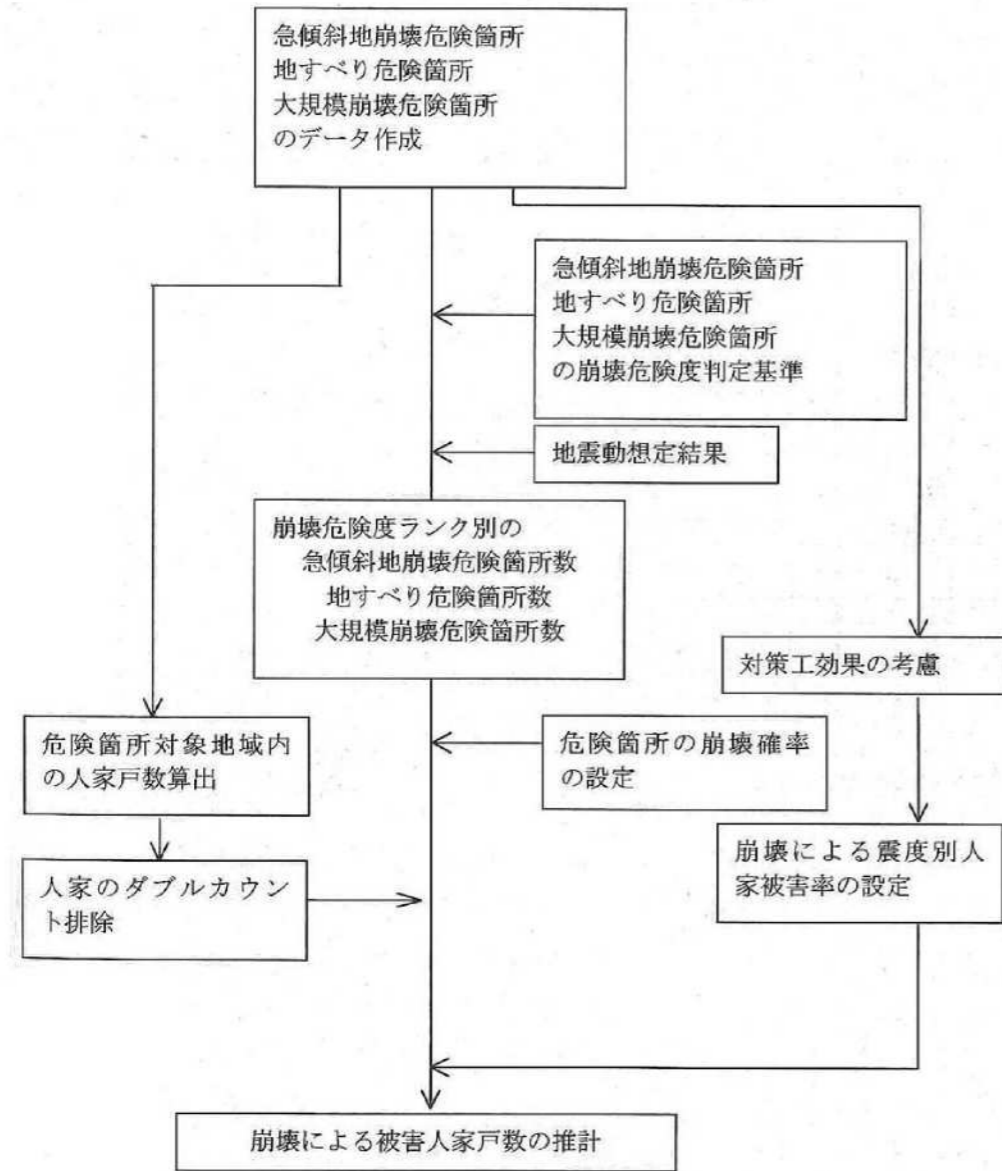 急傾斜地崩壊危険箇所
地すべり危険箇所
大規模崩壊危険箇所
のデータ作成
急傾斜地崩壊危険箇所
地すべり危険箇所
大規模崩壊危険箇所
の崩壊危険度判定基準
地震動想定結果
崩壊危険度ランク別の
急傾斜地崩壊危険箇所数
地すべり危険箇所数
大規模崩壊危険箇所数
対策工効果の考慮
危険箇所対象地域内
の人家戸数算出
危険箇所の崩壊確率
の設定
人家のダブルカウン
ト排除
崩壊による震度別人
家被害率の設定
崩壊による被害人家戸数の推計